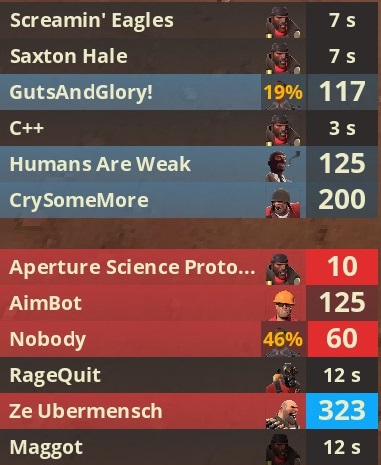 Screamin' Eagles 7 s
Saxton Hale 7 s
GutsAndGlory! 19% 117
C++ 3 s
Humans Are Weak 125
CrySomeMore 200
Aperture Science Proto... 10
AimBot 125
Nobody 46% 60
RageQuit 12 s
Ze Ubermensch 323
Maggot 12 s